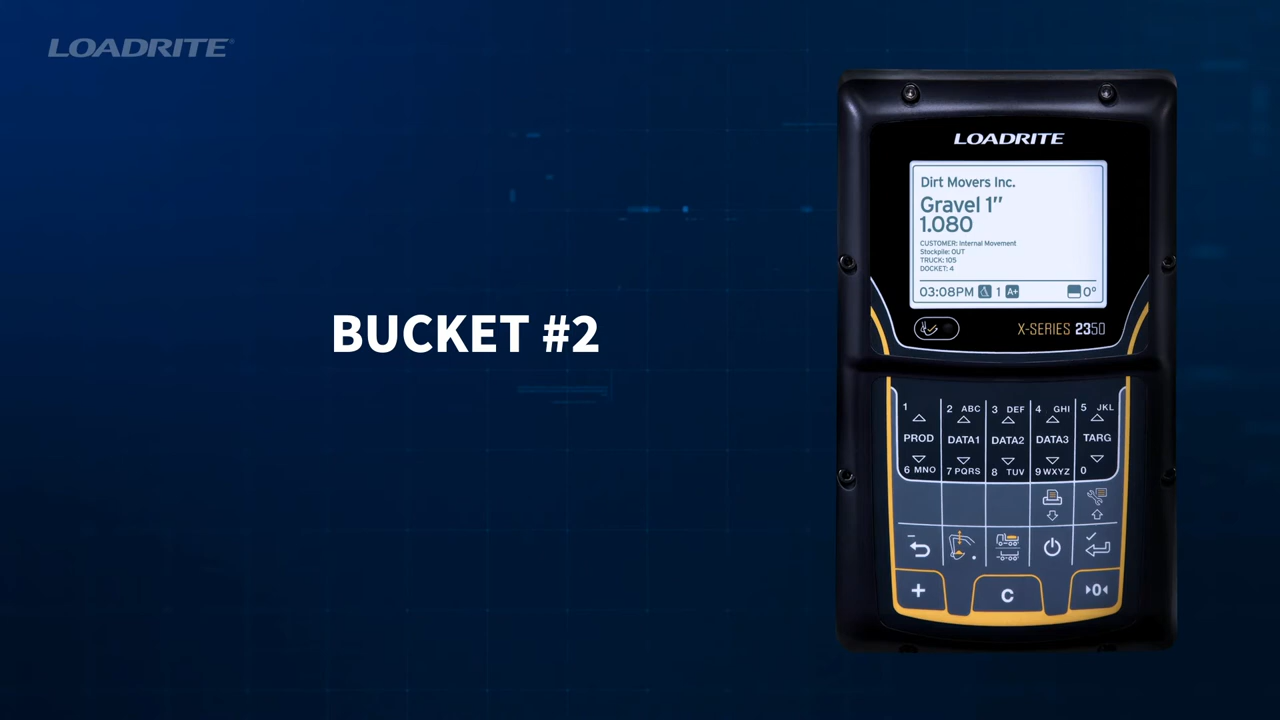 LOADRITE
BUCKET #2
LOADRITE
Dirt Movers Inc.
Gravel 1"
1.080
CUSTOMER: Internal Movement
Stockpile: OUT
TRUCK: 105
DOCKET: 4
03:08PM 1 A+ 0°
X-SERIES 2350
1 2 ABC 3 DEF 4 GHI 5 JKL
PROD DATA1 DATA2 DATA3 TARG
6 MNO 7 PQRS 8 TUV 9 WXYZ 0
+ C 0